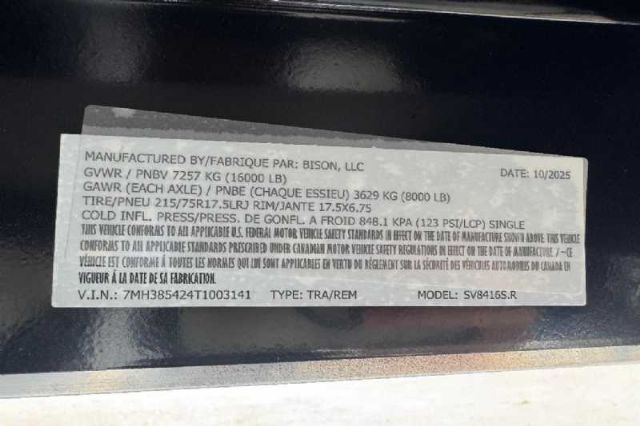 MANUFACTURED BY/FABRIQUE PAR: BISON, LLC DATE: 10/2025
GVWR / PNBV 7257 KG (16000 LB)
GAWR (EACH AXLE) / PNBE (CHAQUE ESSIEU) 3629 KG (8000 LB)
TIRE/PNEU 215/75R17.5LRJ RIM/JANTE 17.5X6.75
COLD INFL. PRESS/PRESS. DE GONFL. A FROID 848.1 KPA (123 PSI/LCP) SINGLE
THIS VEHICLE CONFORMS TO ALL APPLICABLE U.S. FEDERAL MOTOR VEHICLE SAFETY STANDARDS IN EFFECT ON THE DATE OF MANUFACTURE SHOWN ABOVE. /THIS VEHICLE
CONFORMS TO ALL APPLICABLE STANDARDS PRESCRIBED UNDER CANADIAN MOTOR VEHICLE SAFETY REGULATIONS IN EFFECT ON THE DATE OF MANUFACTURE / -CE
VÉHICLE EST CONFORME À TOUTES LES NORMES QUI LUI SONT APPLICABLES EN VERTU DU RÉGLEMENT SUR LA SÉCURITÉ DES VÉHICULES AUTOMOBILES DU CANADA EN
VIGUEUR À LA DATE DE SA FABRICATION.
V.I.N.: 7MH385424T1003141 TYPE: TRA/REM MODEL: SV8416S.R